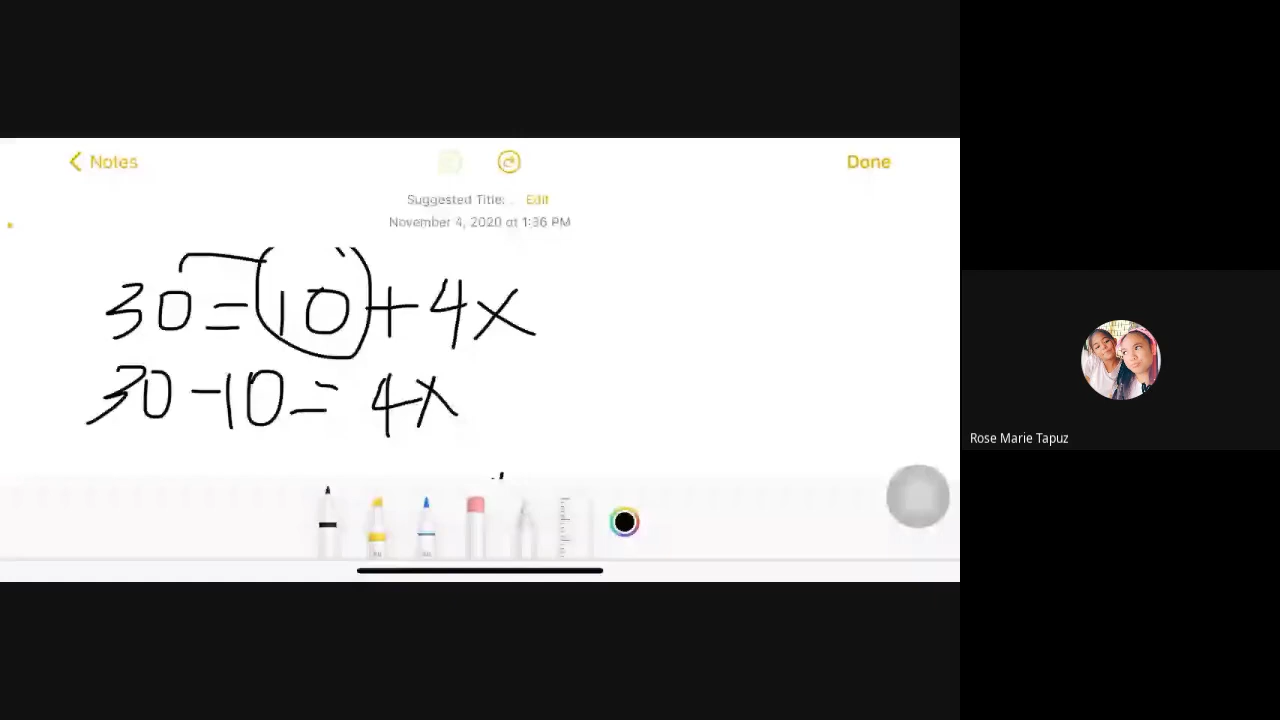 Notes
Done
Suggested Title: . Edit
November 4, 2020 at 1:36 PM
30=(10)+4x
30-10= 4x
Rose Marie Tapuz